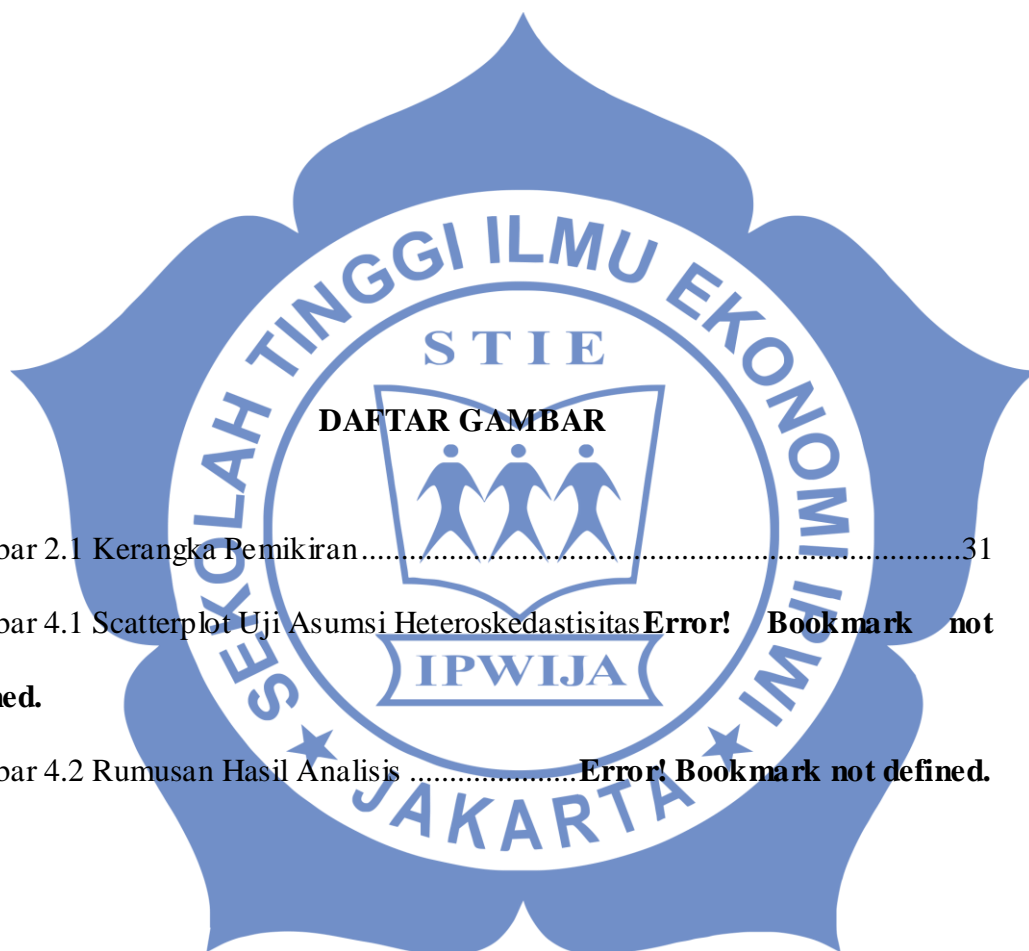 SEKOLAH TINGGI ILMU EKONOMI IPWI
STIE
DAFTAR GAMBAR
bar 2.1 Kerangka Pemikiran..............................................................................31
bar 4.1 Scatterplot Uji Asumsi Heteroskedastisitas Error! Bookmark not
ned.
IPWIJA
bar 4.2 Rumusan Hasil Analisis .....................Error! Bookmark not defined.
★ JAKARTA ★